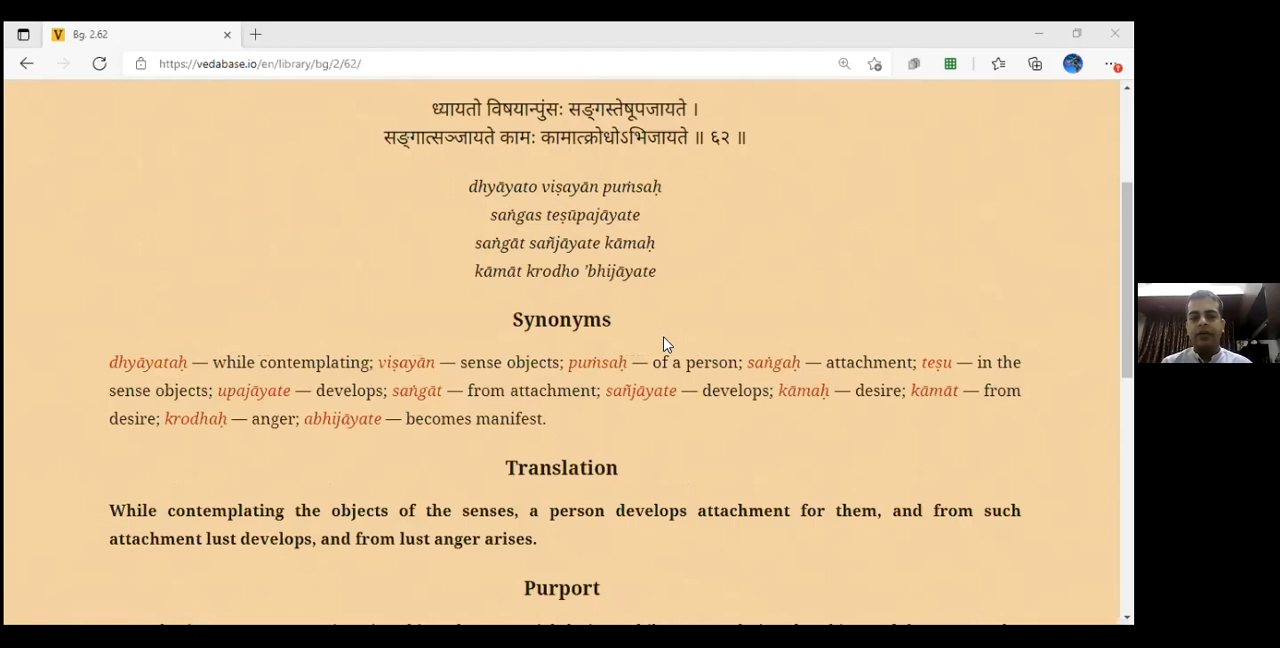 Bg. 2.62
https://vedabase.io/en/library/bg/2/62/
ध्यायतो विषयान्पुंसः सङ्गस्तेषूपजायते ।
सङ्गात्सञ्जायते कामः कामात्क्रोधोऽभिजायते ॥ ६२ ॥
dhyāyato viṣayān puṁsaḥ
saṅgas teṣūpajāyate
saṅgāt sañjāyate kāmaḥ
kāmāt krodho ’bhijāyate
Synonyms
dhyāyataḥ — while contemplating; viṣayān — sense objects; puṁsaḥ — of a person; saṅgaḥ — attachment; teṣu — in the
sense objects; upajāyate — develops; saṅgāt — from attachment; sañjāyate — develops; kāmaḥ — desire; kāmāt — from
desire; krodhaḥ — anger; abhijāyate — becomes manifest.
Translation
While contemplating the objects of the senses, a person develops attachment for them, and from such
attachment lust develops, and from lust anger arises.
Purport